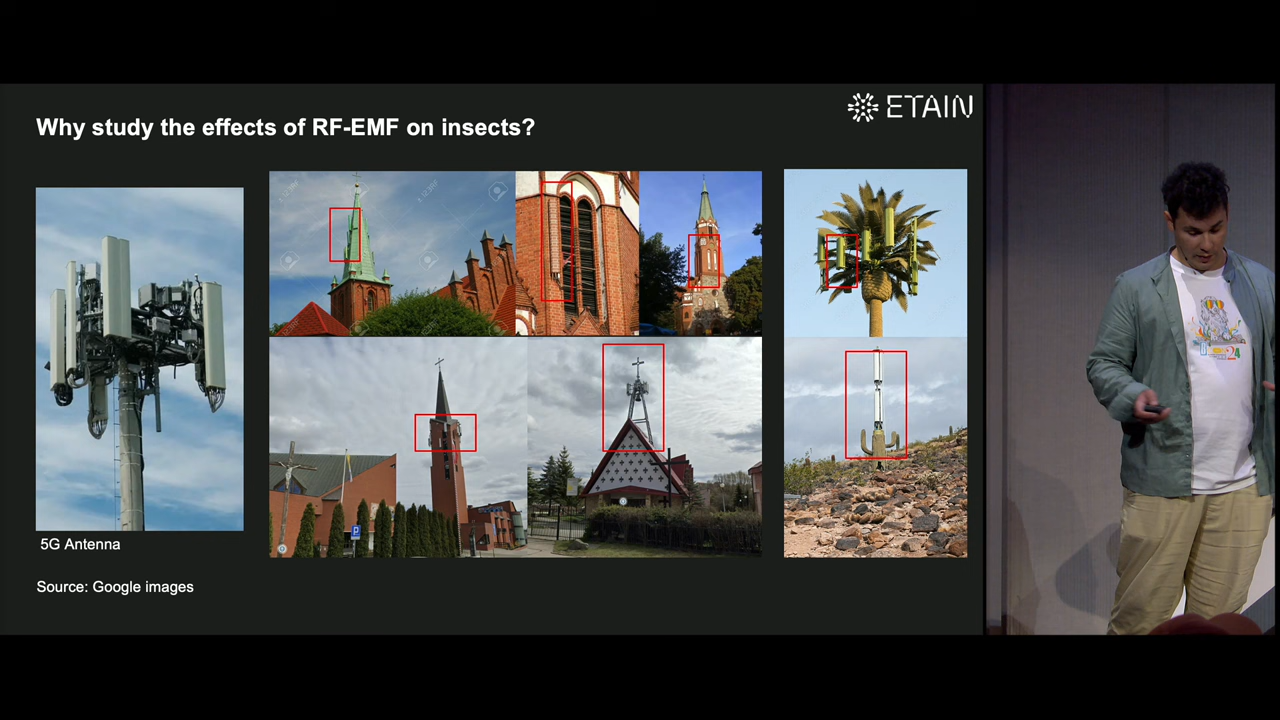 ETAIN
Why study the effects of RF-EMF on insects?
P
5G Antenna
Source: Google images